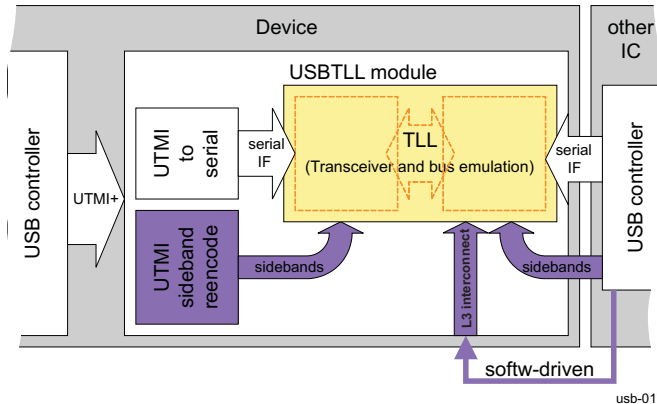 Device
other
IC
USBTLL module
USB controller
UTMI+
UTMI
to
serial
serial
IF
TLL
(Transceiver and bus emulation)
serial
IF
USB controller
UTMI
sideband
reencode
sidebands
L3 interconnect
sidebands
softw-driven
usb-01